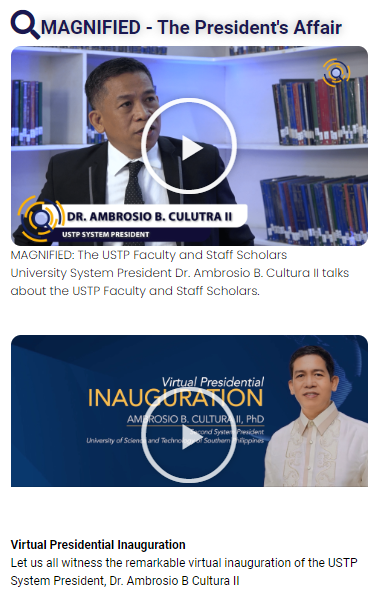 MAGNIFIED - The President's Affair
DR. AMBROSIO B. CULUTRA II
USTP SYSTEM PRESIDENT
MAGNIFIED: The USTP Faculty and Staff Scholars
University System President Dr. Ambrosio B. Cultura II talks
about the USTP Faculty and Staff Scholars.
Virtual Presidential
INAUGURATION
AMBROSIO B. CULTURA II, PhD
Second System President
University of Science and Technology of Southern Philippines
Virtual Presidential Inauguration
Let us all witness the remarkable virtual inauguration of the USTP
System President, Dr. Ambrosio B Cultura II